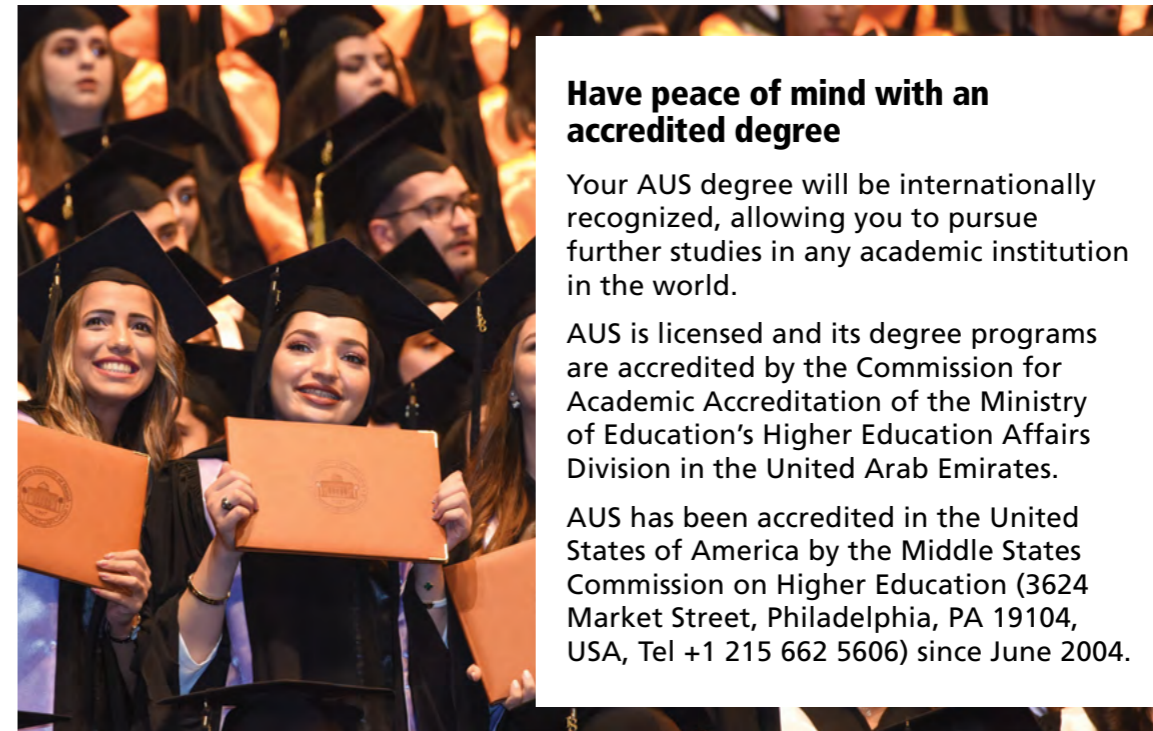 Have peace of mind with an
accredited degree
Your AUS degree will be internationally
recognized, allowing you to pursue
further studies in any academic institution
in the world.
AUS is licensed and its degree programs
are accredited by the Commission for
Academic Accreditation of the Ministry
of Education’s Higher Education Affairs
Division in the United Arab Emirates.
AUS has been accredited in the United
States of America by the Middle States
Commission on Higher Education (3624
Market Street, Philadelphia, PA 19104,
USA, Tel +1 215 662 5606) since June 2004.